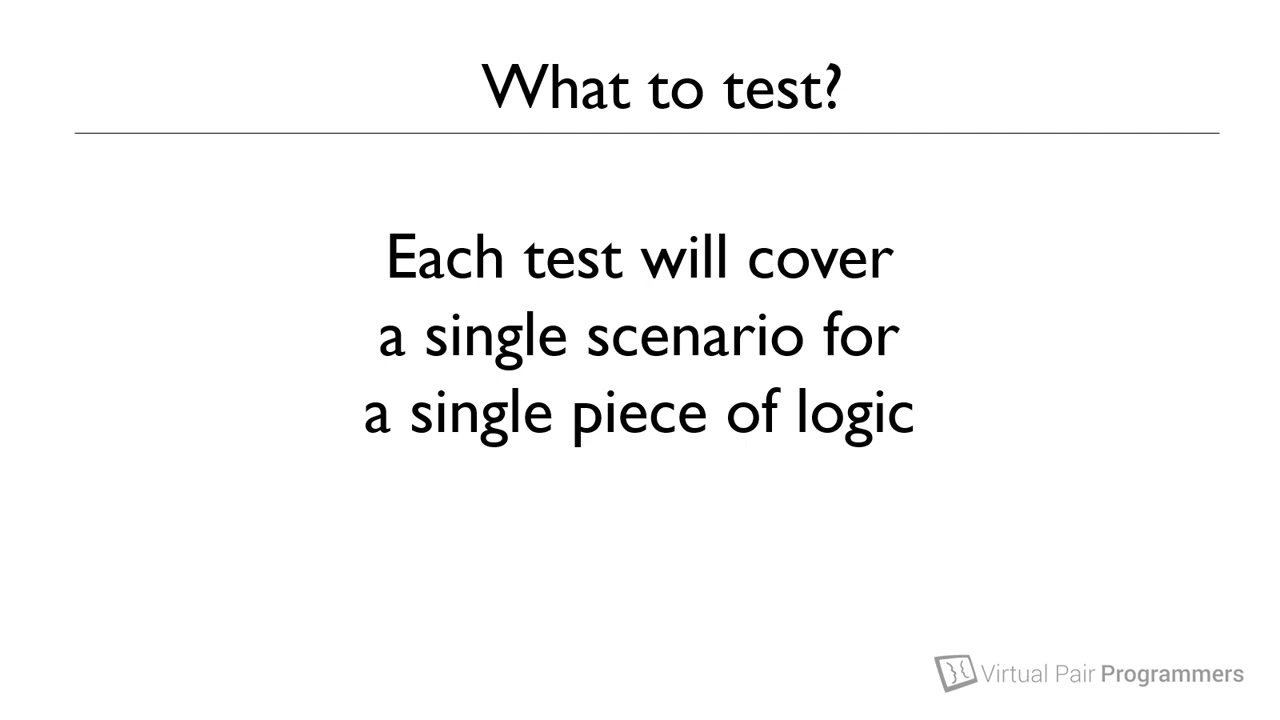 What to test?
Each test will cover
a single scenario for
a single piece of logic
Virtual Pair Programmers